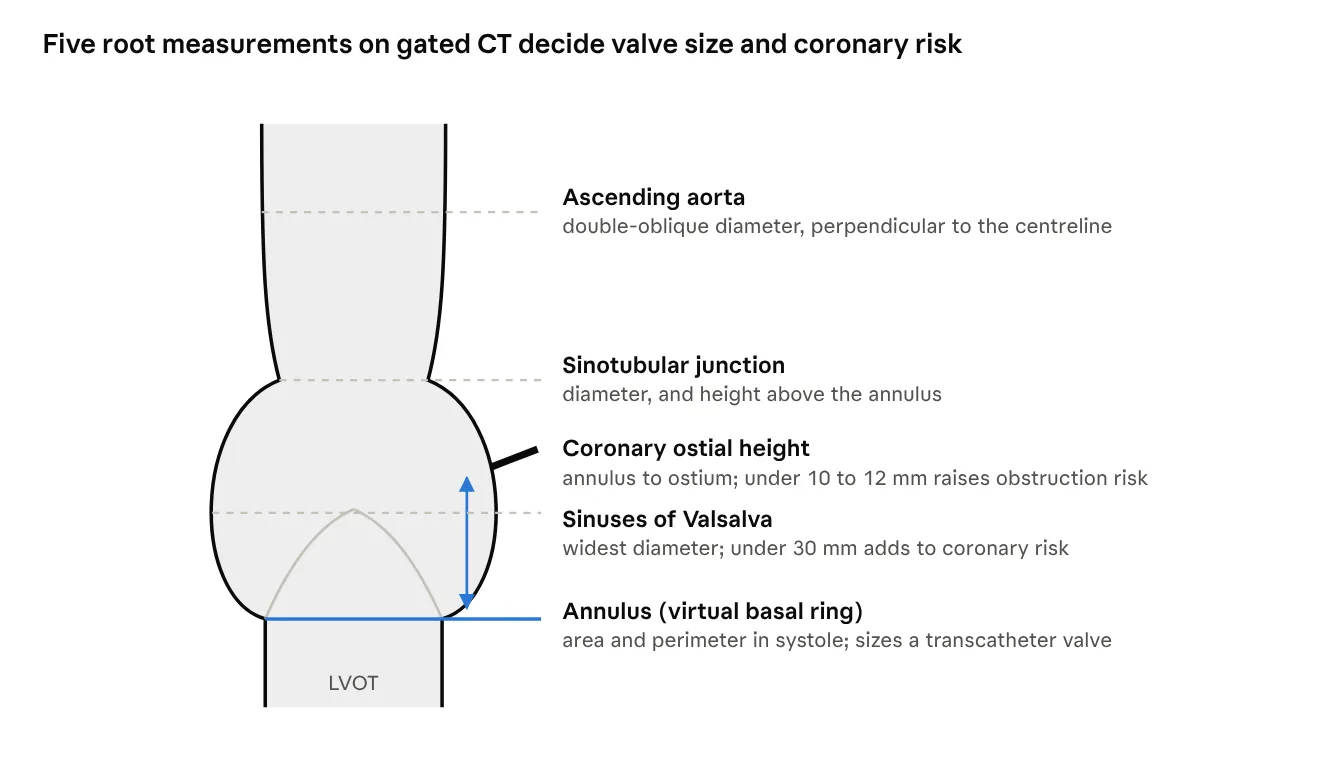 Five root measurements on gated CT decide valve size and coronary risk
Ascending aorta
double-oblique diameter, perpendicular to the centreline
Sinotubular junction
diameter, and height above the annulus
Coronary ostial height
annulus to ostium; under 10 to 12 mm raises obstruction risk
Sinuses of Valsalva
widest diameter; under 30 mm adds to coronary risk
Annulus (virtual basal ring)
area and perimeter in systole; sizes a transcatheter valve
LVOT